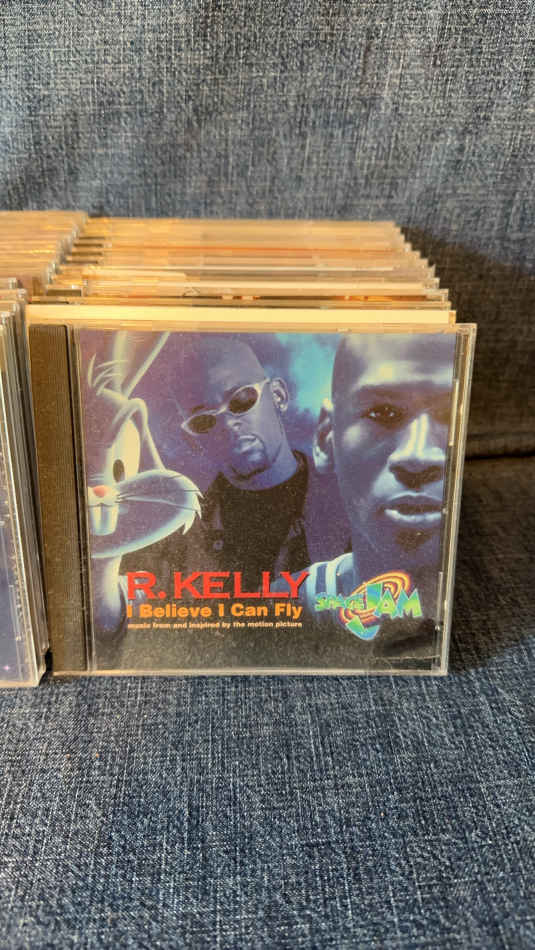 R. KELLY
I Believe I Can Fly
music from and inspired by the motion picture
SPACE JAM